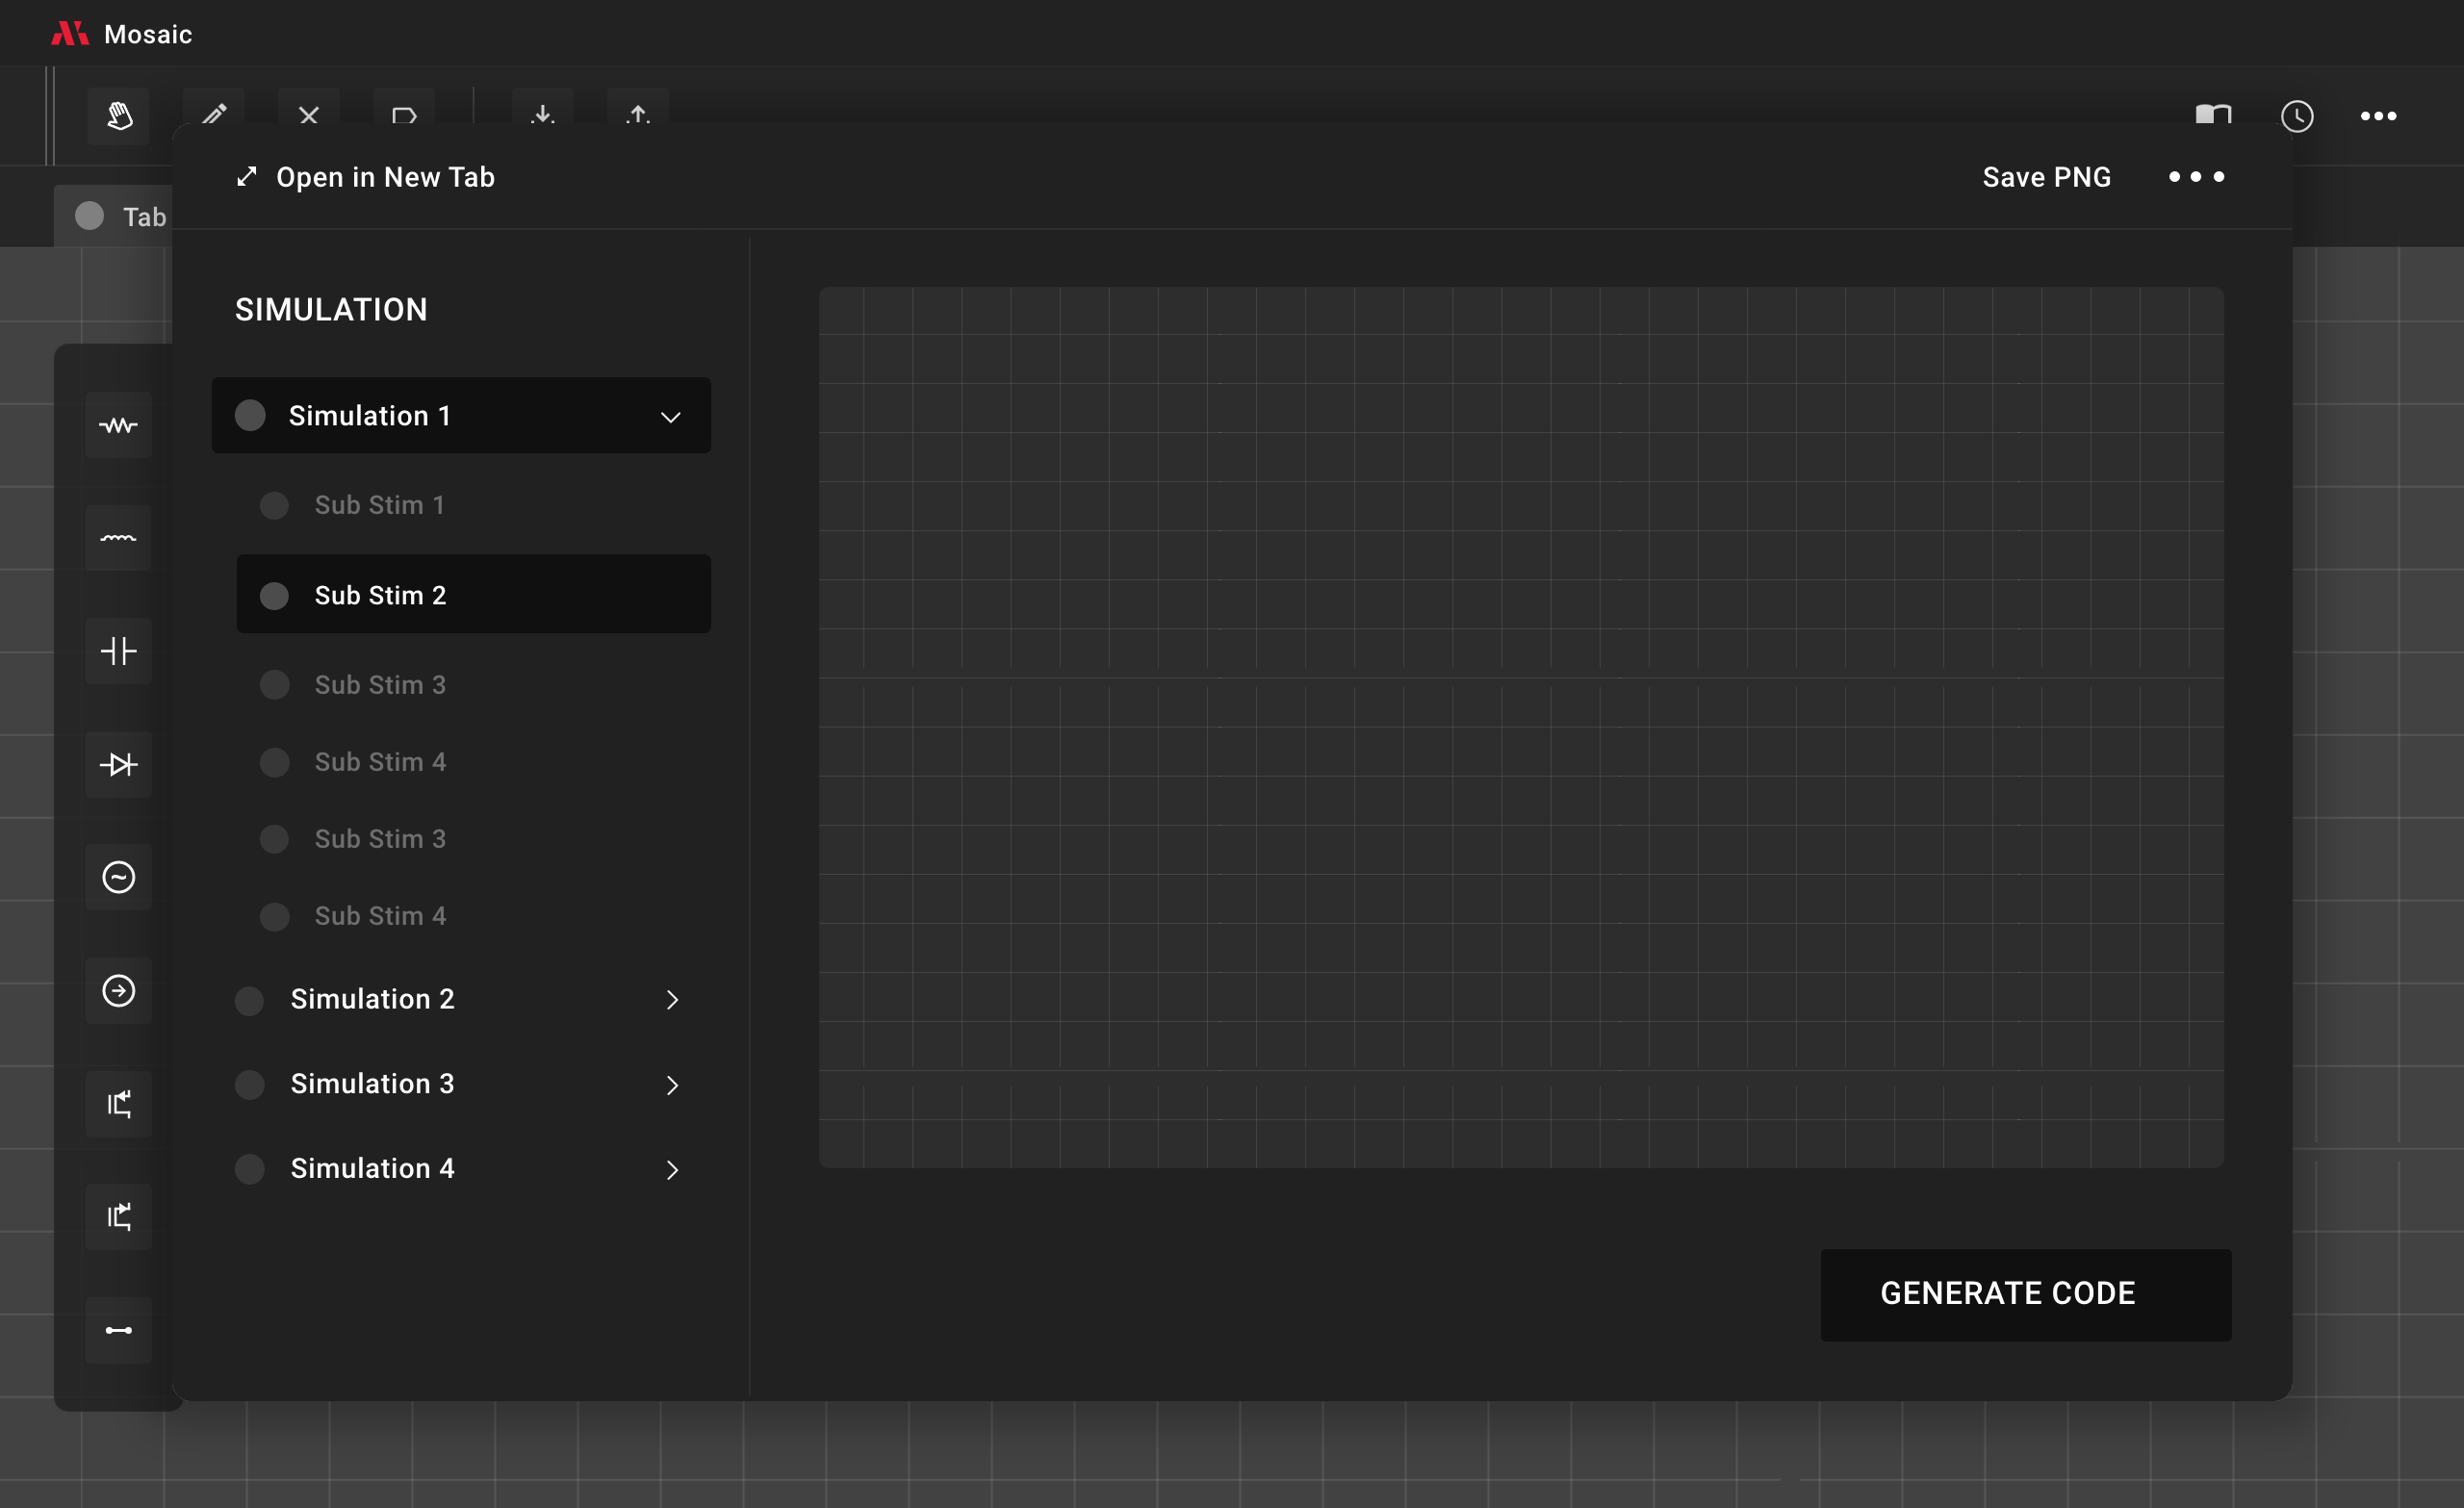 Mosaic
Open in New Tab
Save PNG
Tab
SIMULATION
Simulation 1
Sub Stim 1
Sub Stim 2
Sub Stim 3
Sub Stim 4
Sub Stim 3
Sub Stim 4
Simulation 2
Simulation 3
Simulation 4
GENERATE CODE